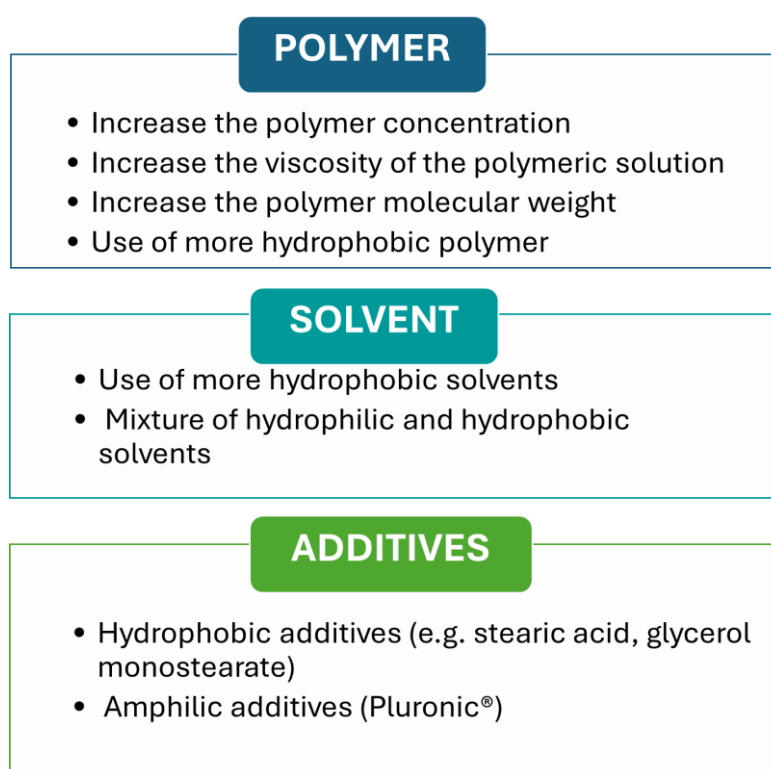 POLYMER
• Increase the polymer concentration
• Increase the viscosity of the polymeric solution
• Increase the polymer molecular weight
• Use of more hydrophobic polymer
SOLVENT
• Use of more hydrophobic solvents
• Mixture of hydrophilic and hydrophobic
solvents
ADDITIVES
• Hydrophobic additives (e.g. stearic acid, glycerol
monostearate)
• Amphilic additives (Pluronic®)